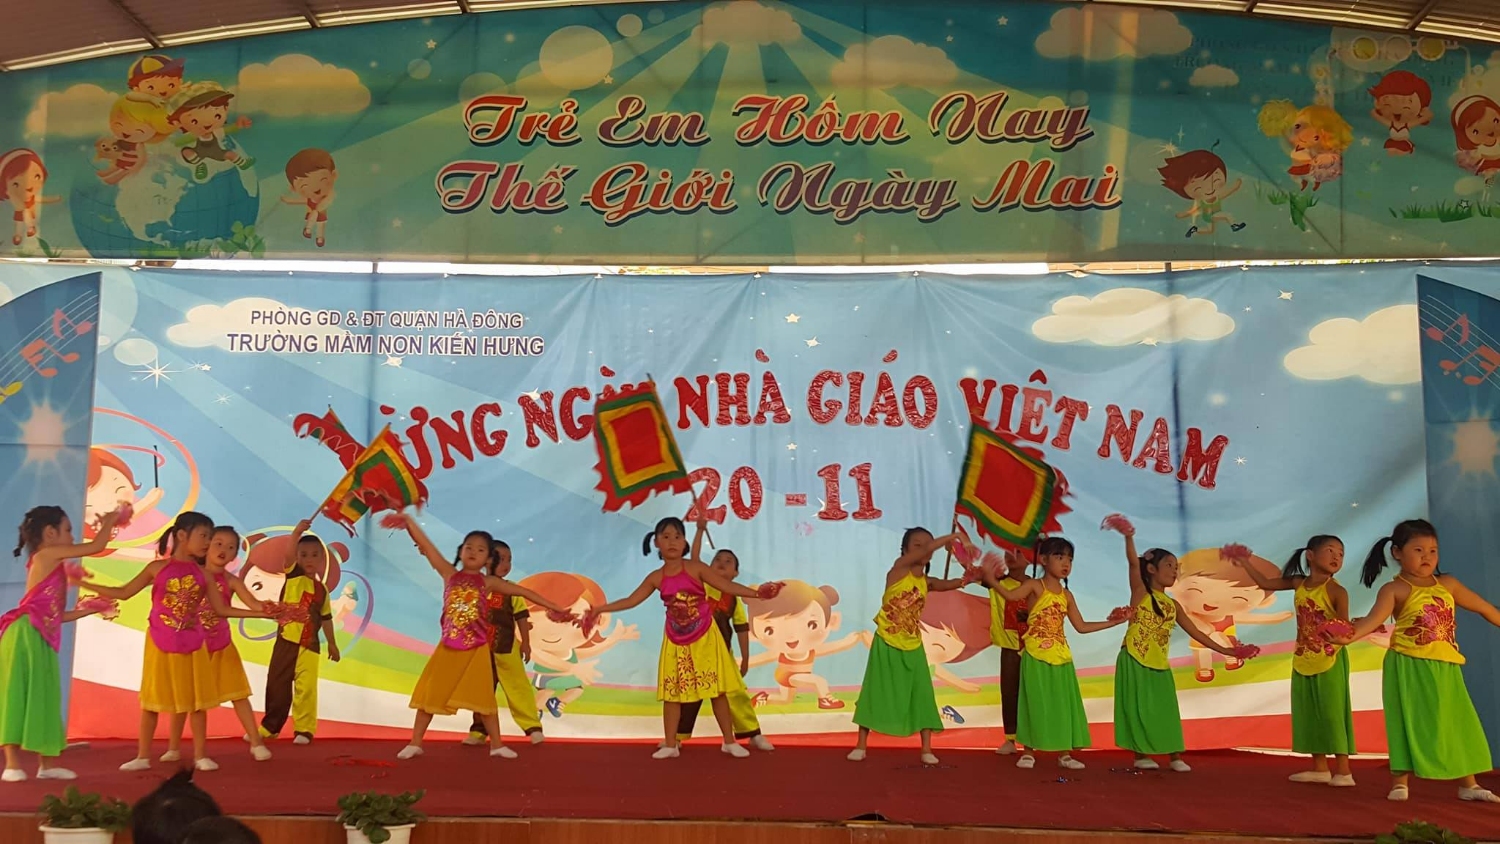 Trẻ Em Hôm Nay
Thế Giới Ngày Mai
PHÒNG GD & ĐT QUẬN HÀ ĐÔNG
TRƯỜNG MẦM NON KIẾN HƯNG
NHÀ GIÁO VIỆT NAM
20 - 11